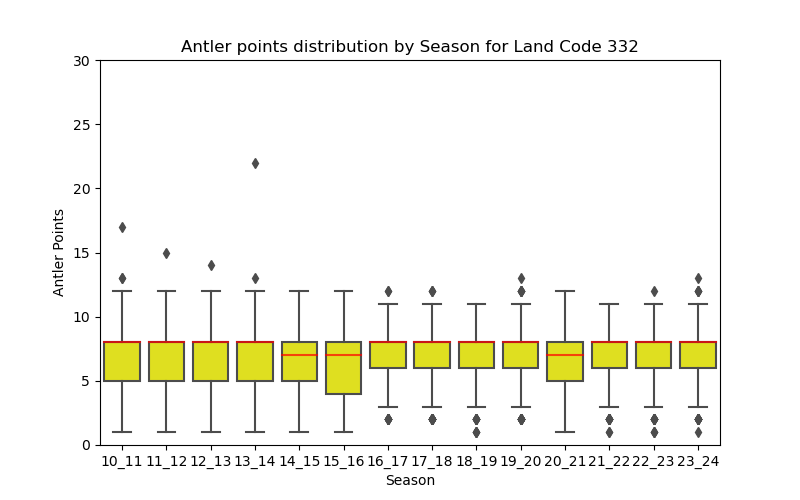 Antler points distribution by Season for Land Code 332
Antler Points
30
25
20
15
10
5
0
10_11 11_12 12_13 13_14 14_15 15_16 16_17 17_18 18_19 19_20 20_21 21_22 22_23 23_24
Season